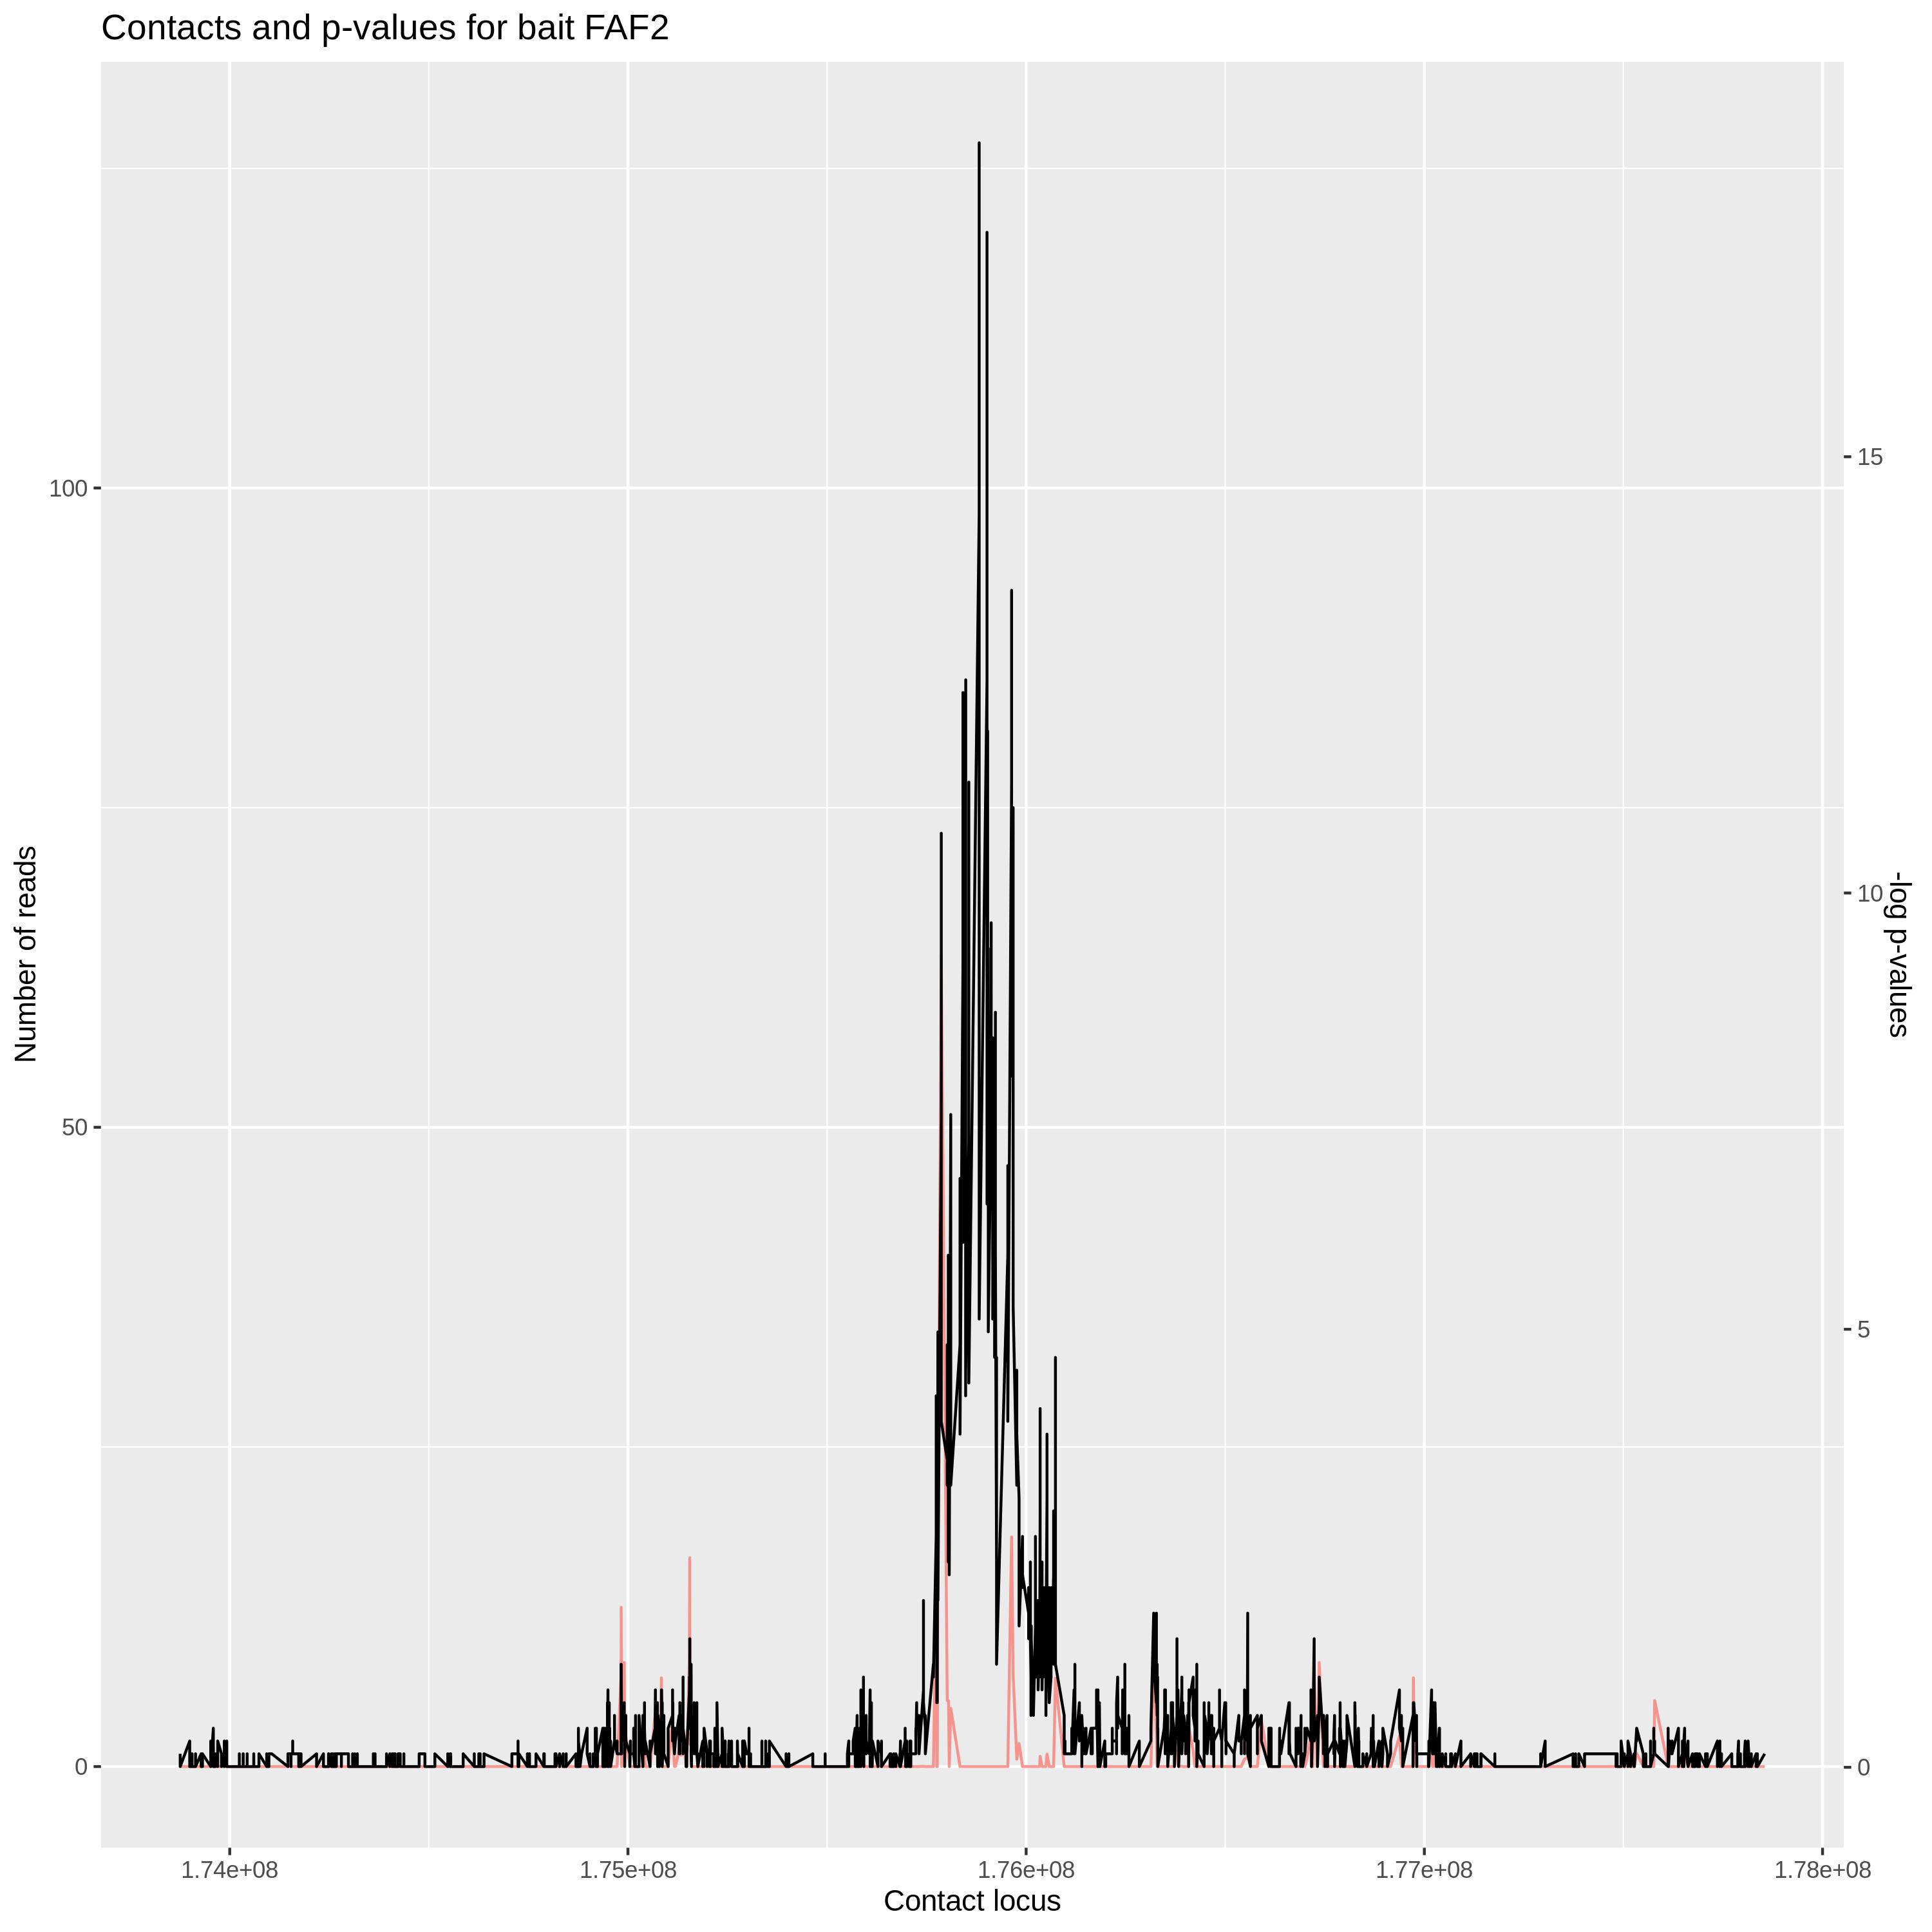 Contacts and p-values for bait FAF2
Number of reads
100
50
0
15
10
5
0
-log p-values
1.74e+08 1.75e+08 1.76e+08 1.77e+08 1.78e+08
Contact locus